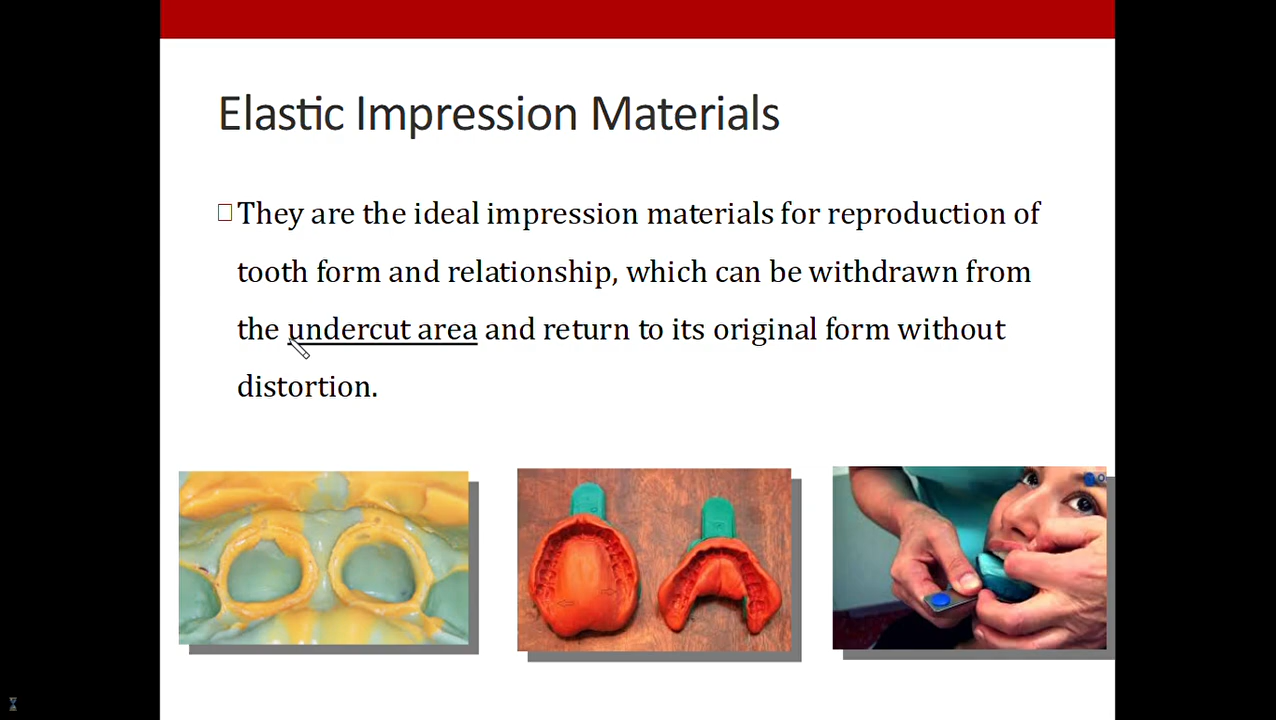 Elastic Impression Materials
They are the ideal impression materials for reproduction of
tooth form and relationship, which can be withdrawn from
the undercut area and return to its original form without
distortion.